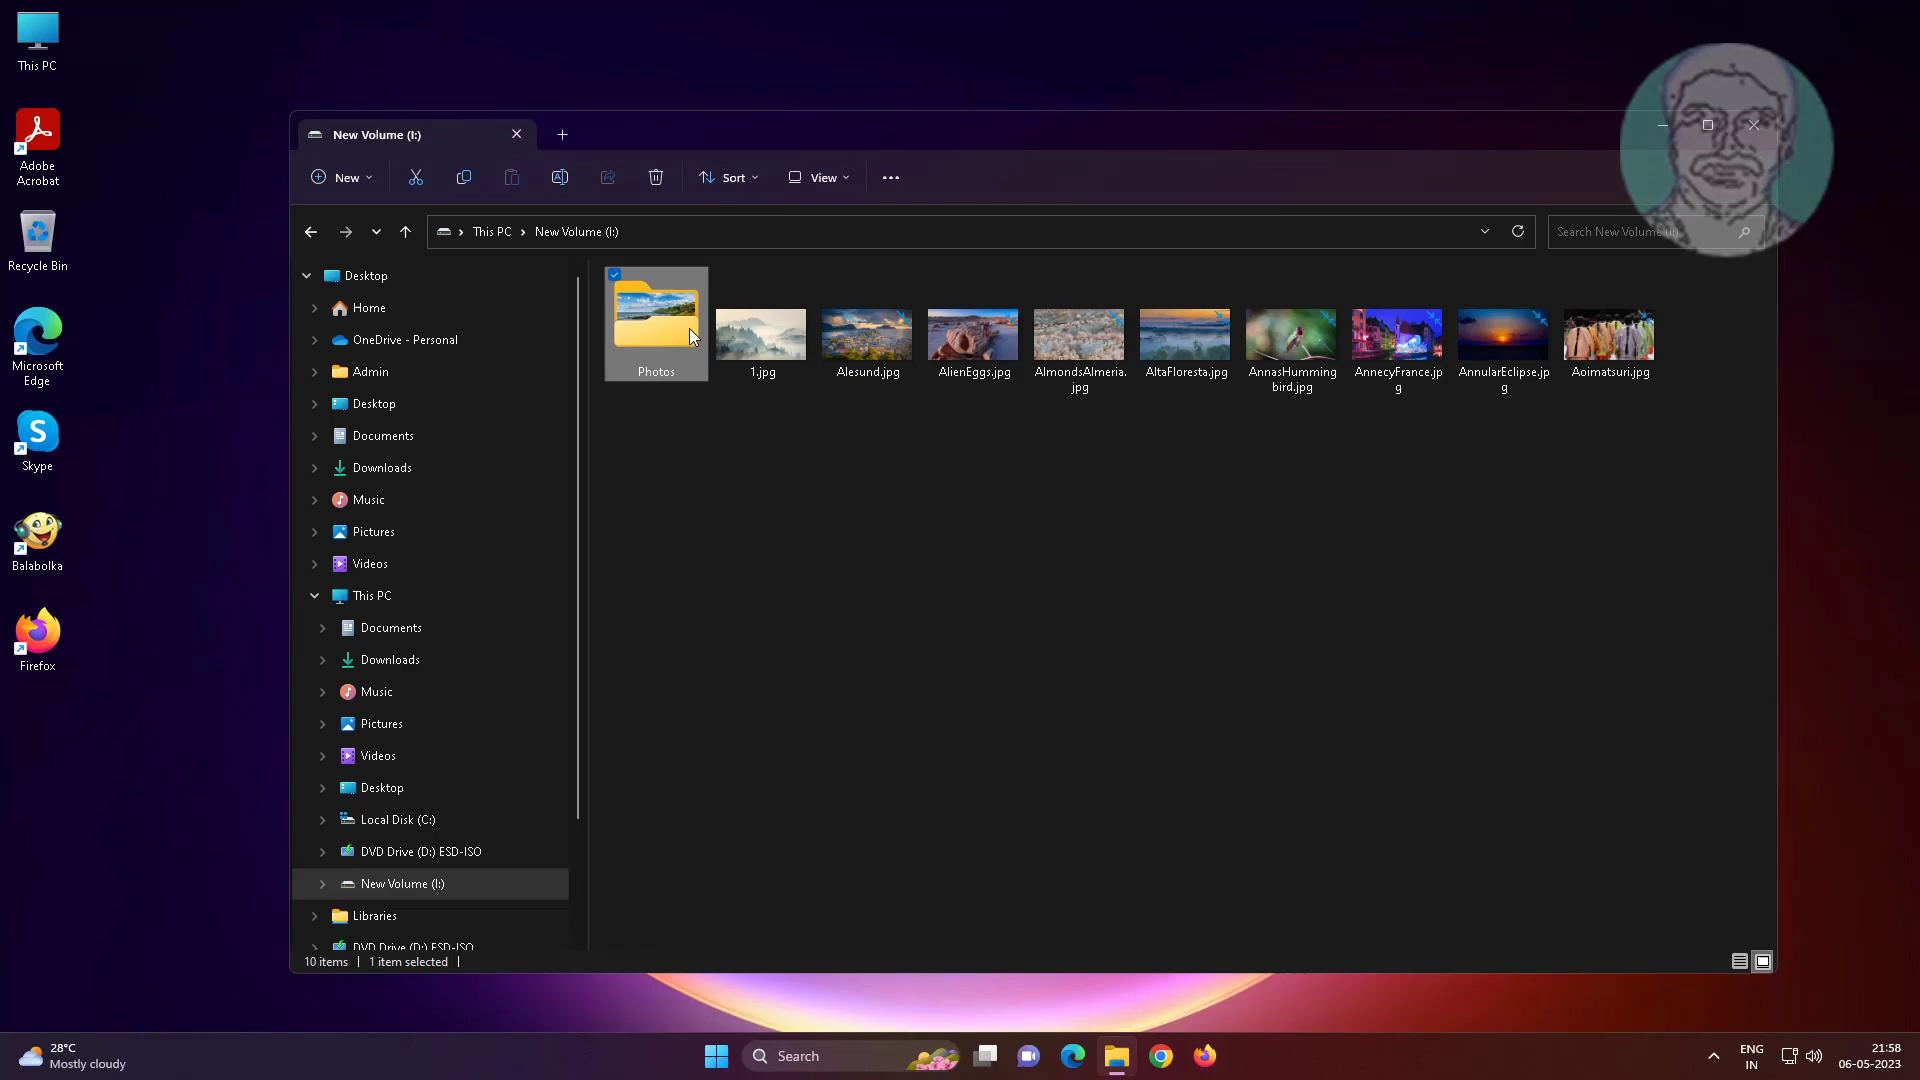 This PC
Adobe
Acrobat
Recycle Bin
Microsoft
Edge
Skype
Balabolka
Firefox
New Volume (I:)
New
Sort
View
This PC
New Volume (I:)
Search New Volume (I:)
Desktop
Home
OneDrive - Personal
Admin
Desktop
Documents
Downloads
Music
Pictures
Videos
This PC
Documents
Downloads
Music
Pictures
Videos
Desktop
Local Disk (C:)
DVD Drive (D:) ESD-ISO
New Volume (I:)
Libraries
DVD Drive (D:) ESD-ISO
Photos
1.jpg
Alesund.jpg
AlienEggs.jpg
AlmondsAlmeria.
jpg
AltaFloresta.jpg
AnnasHumming
bird.jpg
AnnecyFrance.jp
g
AnnularEclipse.jp
g
Aoimatsuri.jpg
10 items
1 item selected
28°C
Mostly cloudy
Search
ENG
IN
21:58
06-05-2023